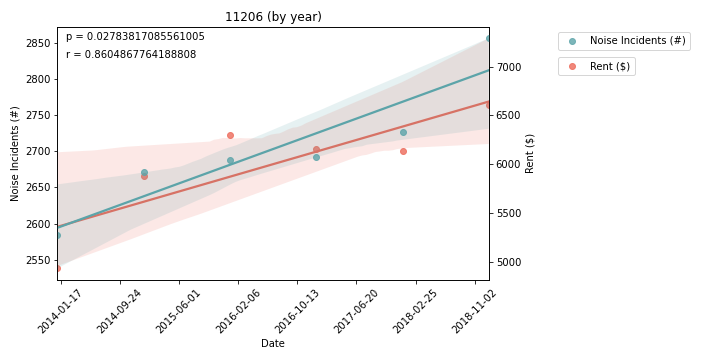 11206 (by year)
p = 0.02783817085561005
r = 0.8604867764188808
Noise Incidents (#)
Rent ($)
2850
2800
2750
2700
2650
2600
2550
7000
6500
6000
5500
5000
Noise Incidents (#)
Rent ($)
2014-01-17
2014-09-24
2015-06-01
2016-02-06
2016-10-13
2017-06-20
2018-02-25
2018-11-02
Date